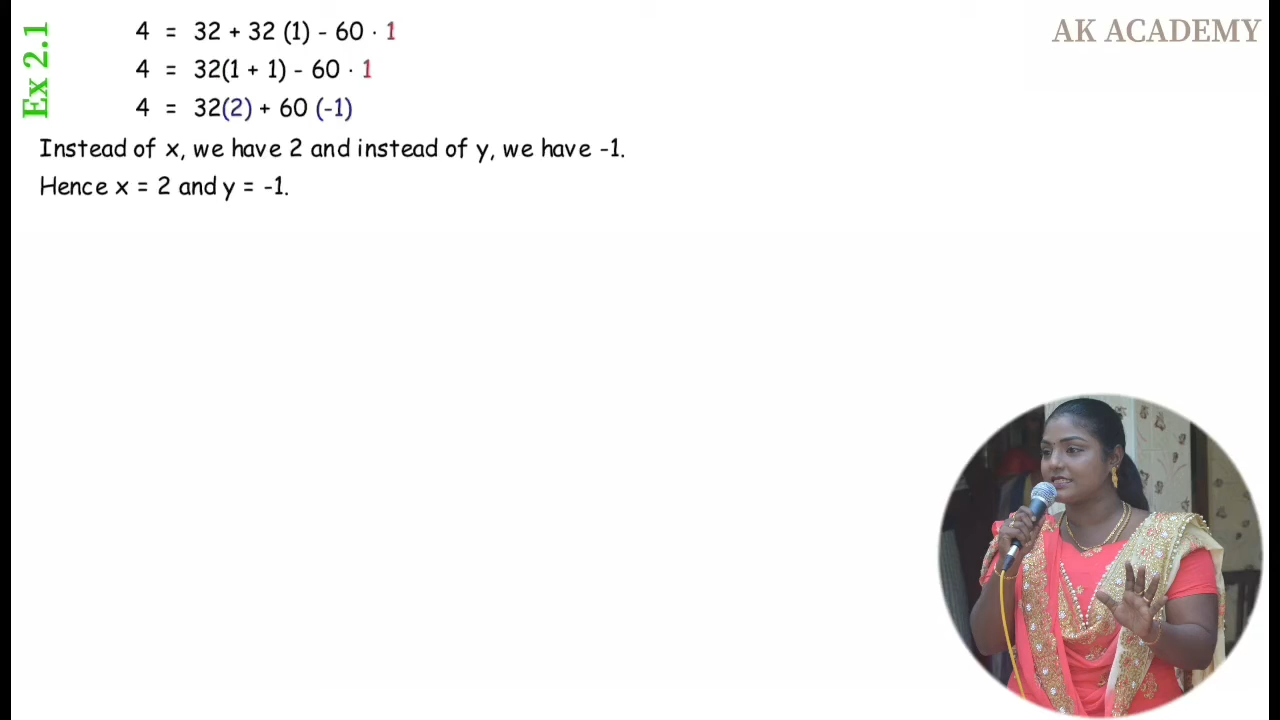 Ex 2.1
AK ACADEMY
4 = 32 + 32 (1) - 60 · 1
4 = 32(1 + 1) - 60 · 1
4 = 32(2) + 60 (-1)
Instead of x, we have 2 and instead of y, we have -1.
Hence x = 2 and y = -1.